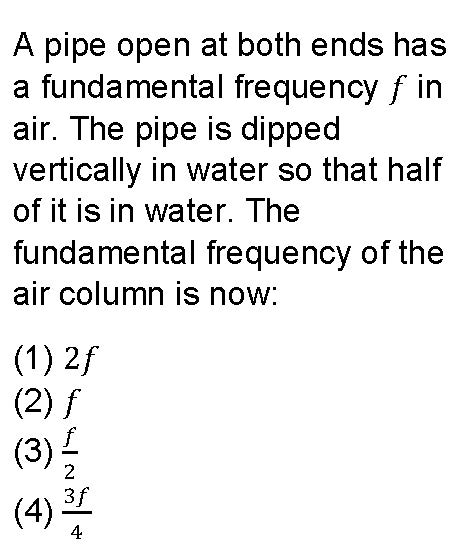 A pipe open at both ends has
a fundamental frequency f in
air. The pipe is dipped
vertically in water so that half
of it is in water. The
fundamental frequency of the
air column is now:
(1) 2f
(2) f
(3) f/2
(4) 3f/4